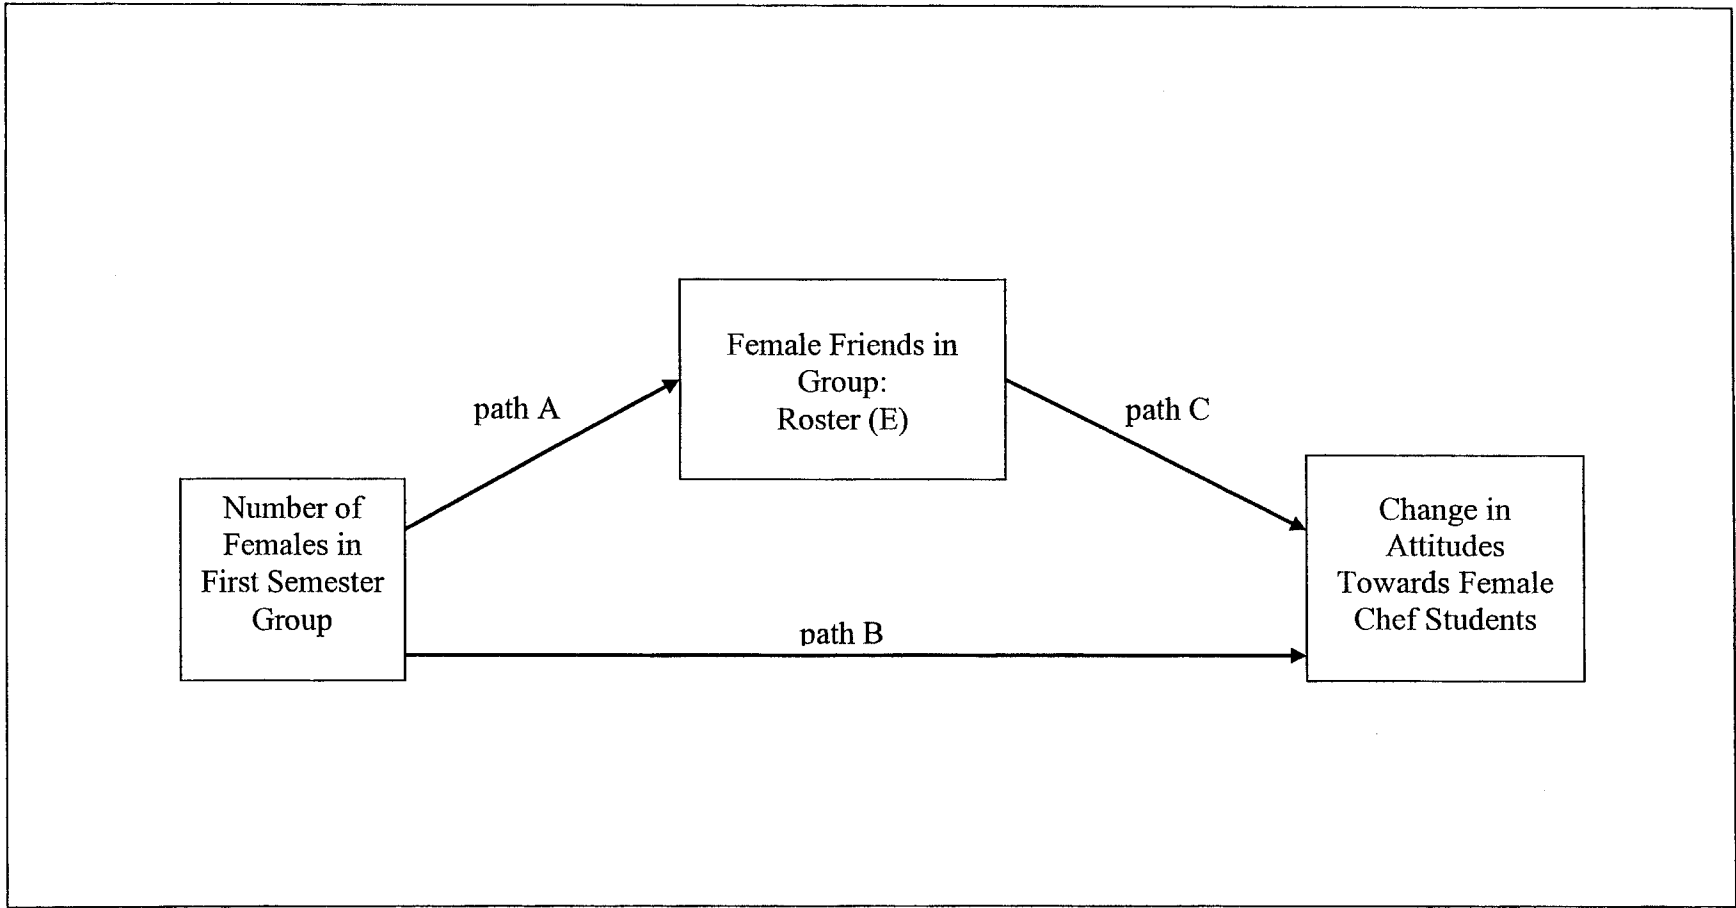 Female Friends in
Group:
Roster (E)
path A
path C
Number of
Females in
First Semester
Group
Change in
Attitudes
Towards Female
Chef Students
path B